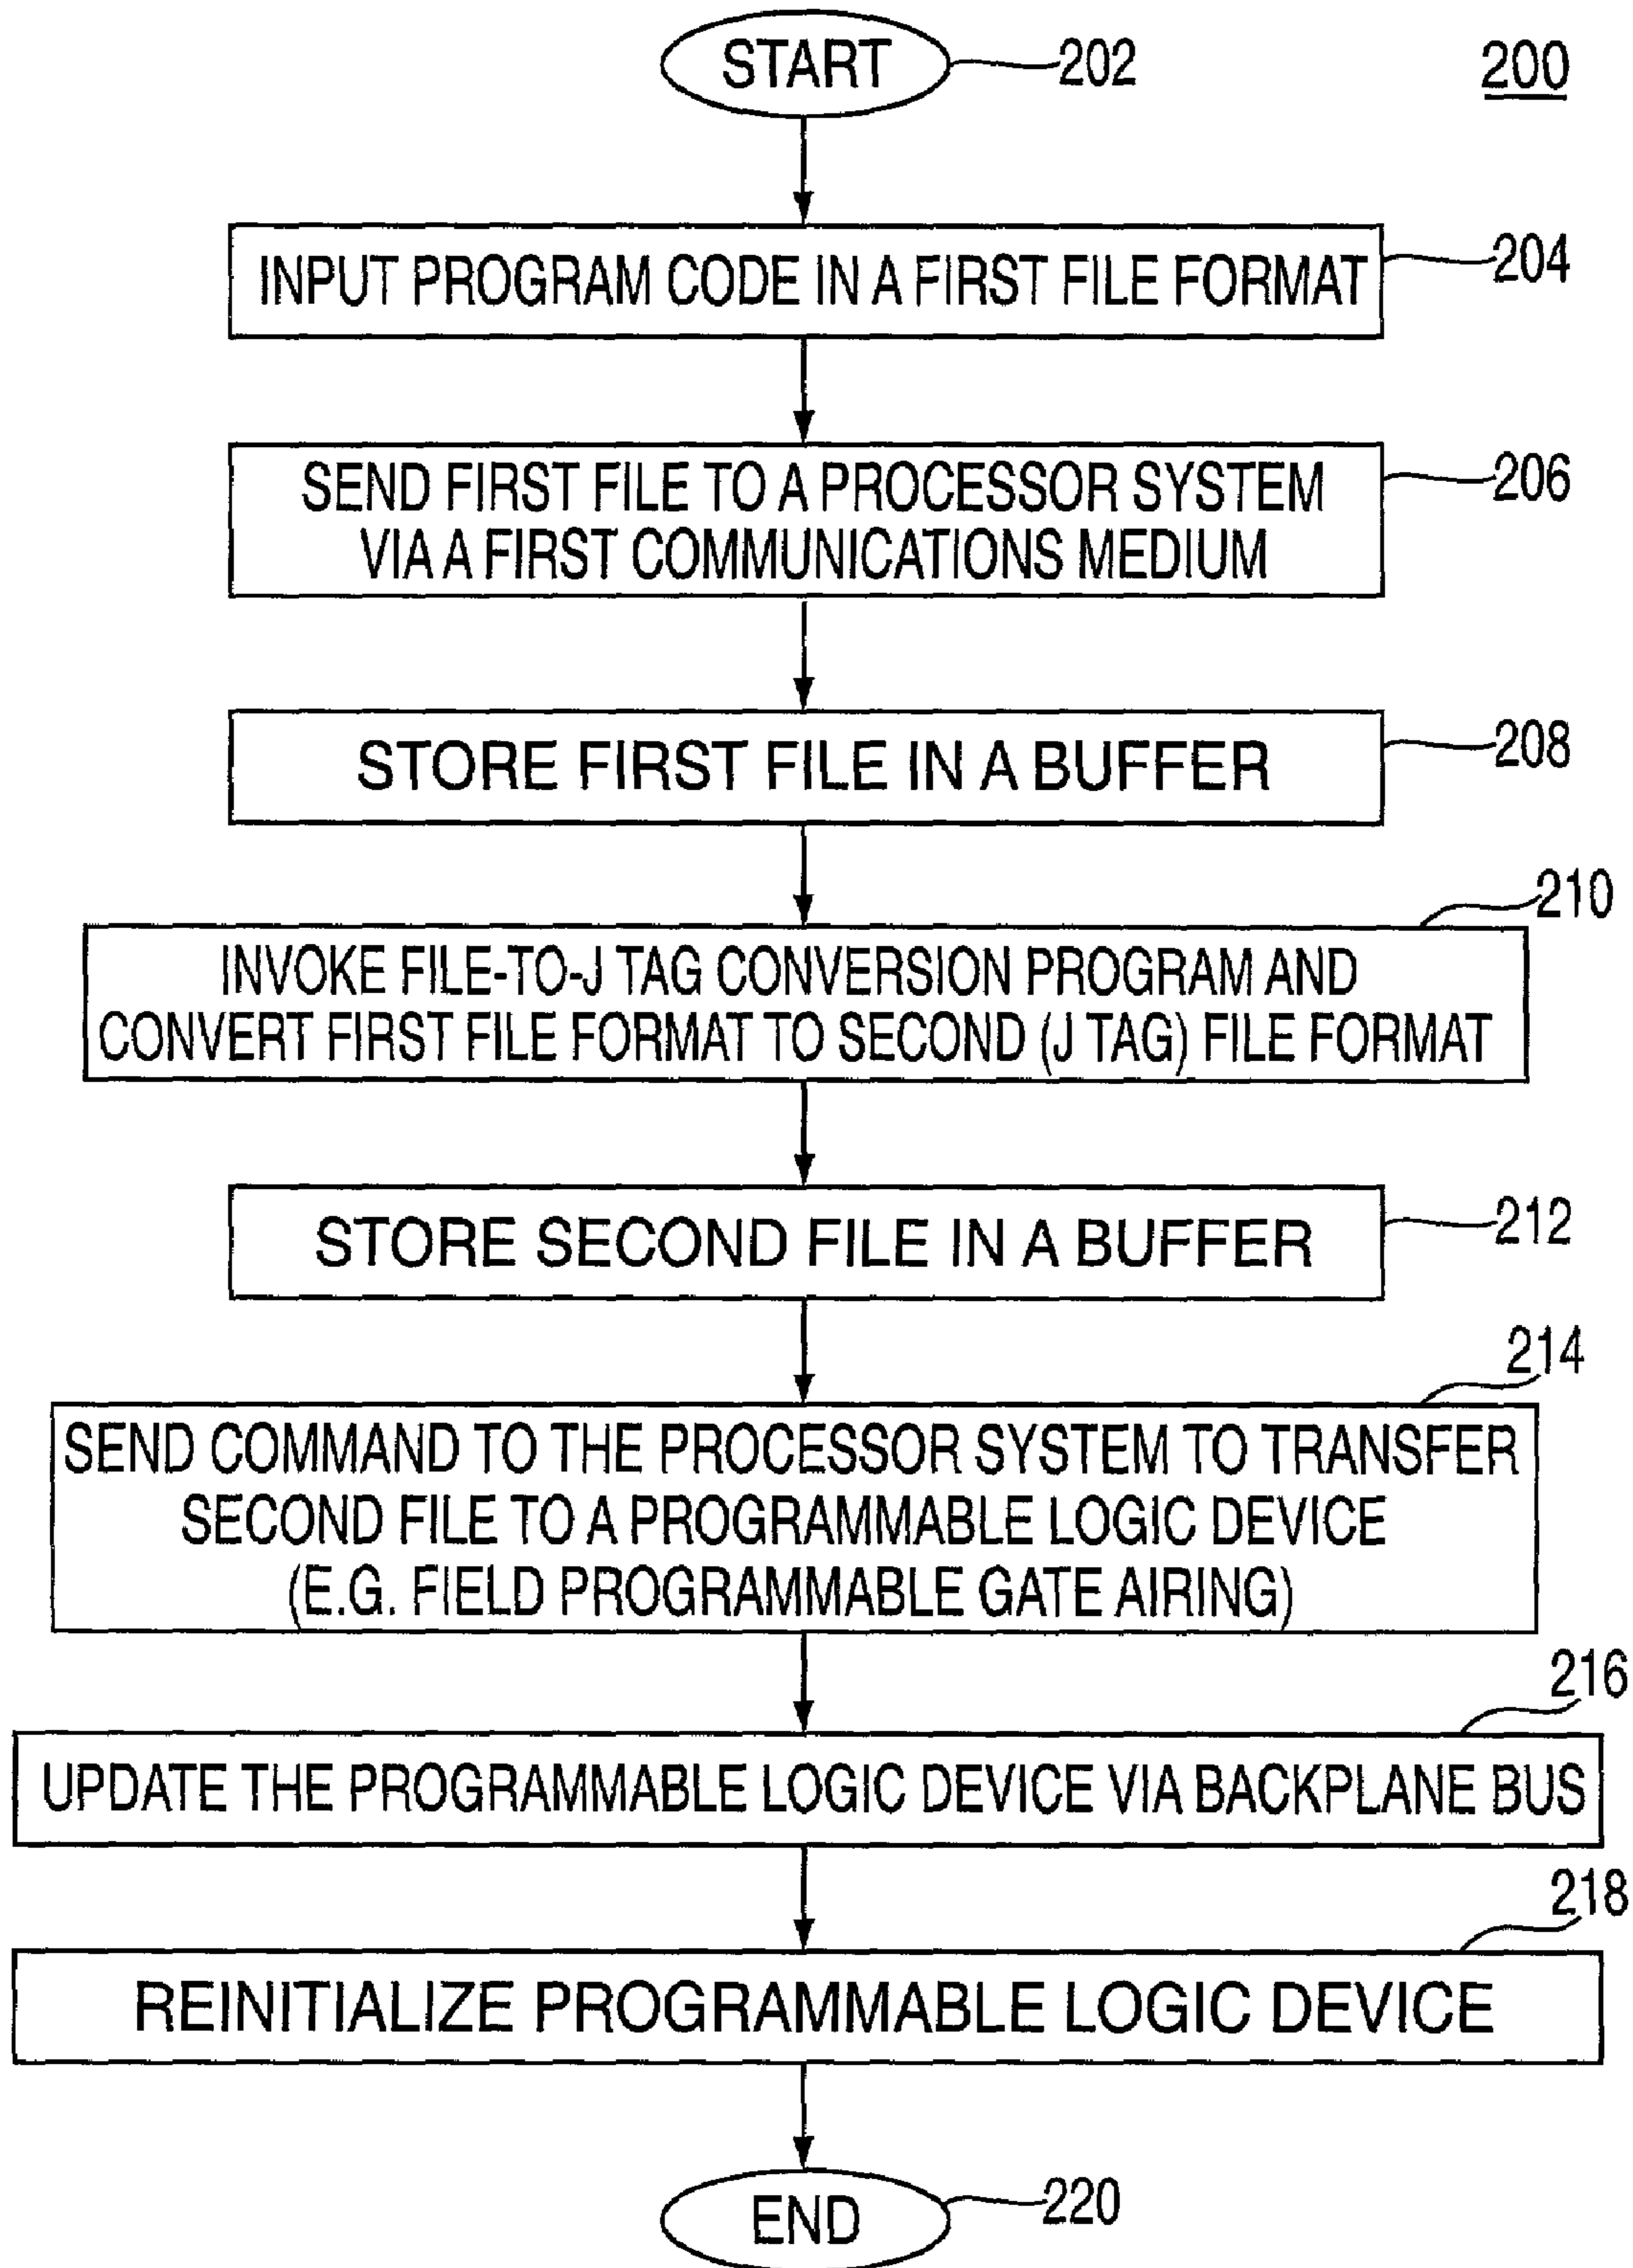 START
202
200
INPUT PROGRAM CODE IN A FIRST FILE FORMAT
204
SEND FIRST FILE TO A PROCESSOR SYSTEM
VIA A FIRST COMMUNICATIONS MEDIUM
206
STORE FIRST FILE IN A BUFFER
208
210
INVOKE FILE-TO-J TAG CONVERSION PROGRAM AND
CONVERT FIRST FILE FORMAT TO SECOND (J TAG) FILE FORMAT
STORE SECOND FILE IN A BUFFER
212
214
SEND COMMAND TO THE PROCESSOR SYSTEM TO TRANSFER
SECOND FILE TO A PROGRAMMABLE LOGIC DEVICE
(E.G. FIELD PROGRAMMABLE GATE AIRING)
216
UPDATE THE PROGRAMMABLE LOGIC DEVICE VIA BACKPLANE BUS
218
REINITIALIZE PROGRAMMABLE LOGIC DEVICE
END
220